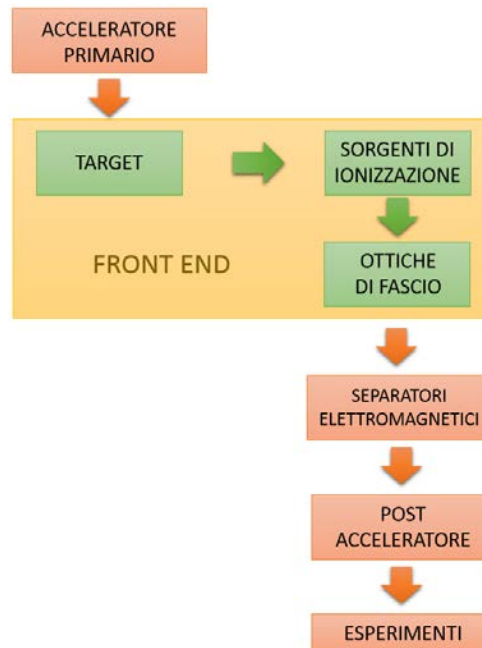 ACCELERATORE
PRIMARIO
TARGET
SORGENTI DI
IONIZZAZIONE
FRONT END
OTTICHE
DI FASCIO
SEPARATORI
ELETTROMAGNETICI
POST
ACCELERATORE
ESPERIMENTI